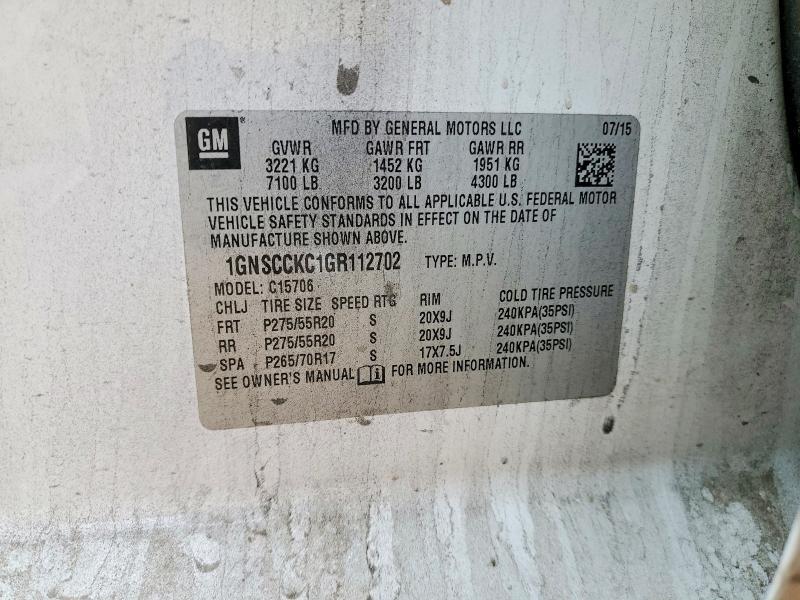 GM ® MFD BY GENERAL MOTORS LLC 07/15
GVWR GAWR FRT GAWR RR
3221 KG 1452 KG 1951 KG
7100 LB 3200 LB 4300 LB
THIS VEHICLE CONFORMS TO ALL APPLICABLE U.S. FEDERAL MOTOR
VEHICLE SAFETY STANDARDS IN EFFECT ON THE DATE OF
MANUFACTURE SHOWN ABOVE.
1GNSCCKC1GR112702 TYPE: M.P.V.
MODEL: C15706
CHLJ TIRE SIZE SPEED RTG RIM COLD TIRE PRESSURE
FRT P275/55R20 S 20X9J 240KPA(35PSI)
RR P275/55R20 S 20X9J 240KPA(35PSI)
SPA P265/70R17 S 17X7.5J 240KPA(35PSI)
SEE OWNER'S MANUAL FOR MORE INFORMATION.